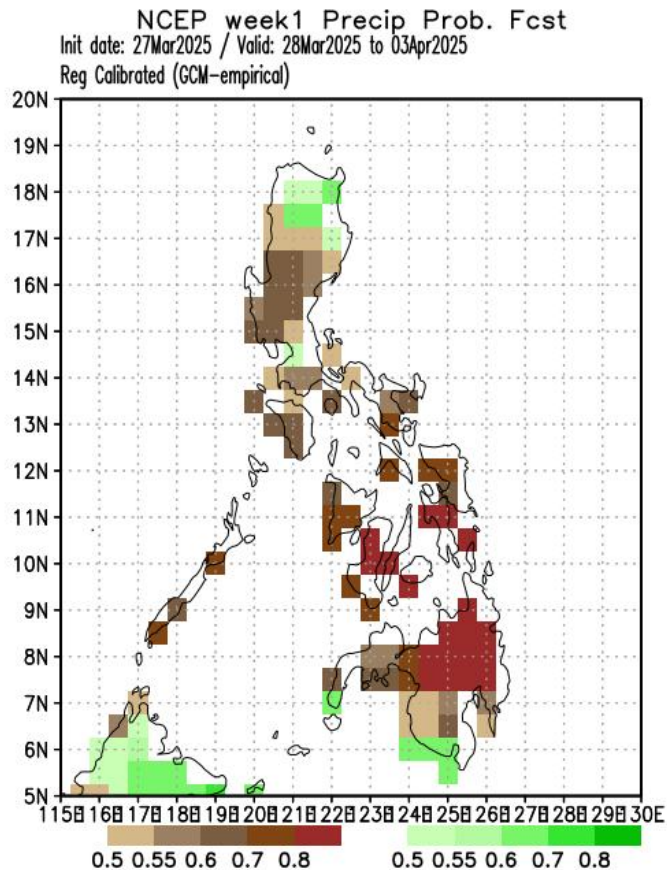 NCEP week1 Precip Prob. Fcst
Init date: 27Mar2025 / Valid: 28Mar2025 to 03Apr2025
Reg Calibrated (GCM-empirical)
20N
19N
18N
17N
16N
15N
14N
13N
12N
11N
10N
9N
8N
7N
6N
5N
115E 116E 117E 118E 119E 120E 121E 122E 123E 124E 125E 126E 127E 128E 129E 130E
0.5 0.55 0.6 0.7 0.8 0.5 0.55 0.6 0.7 0.8